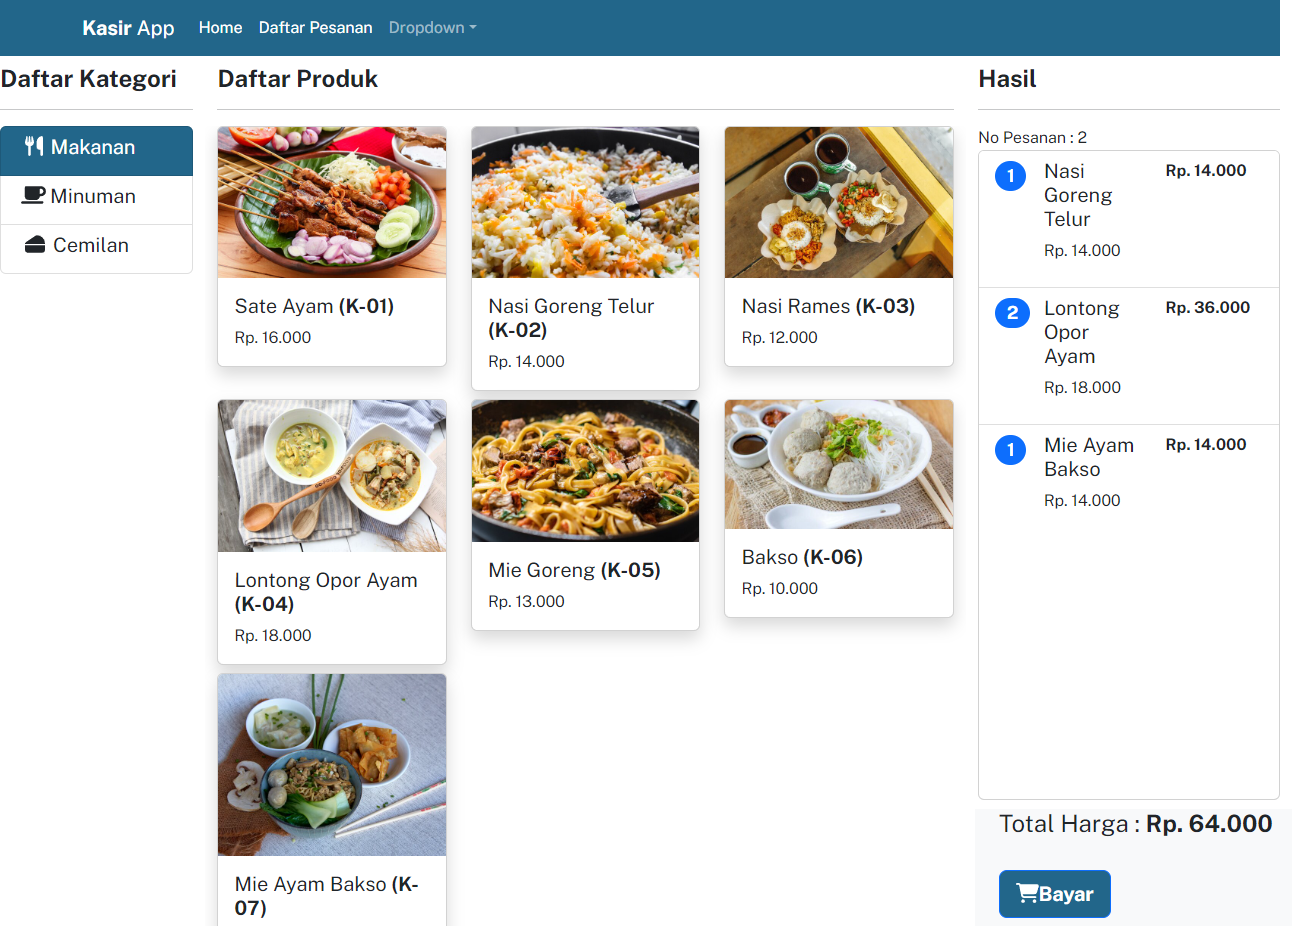 Kasir App Home Daftar Pesanan Dropdown
Daftar Kategori
Makanan
Minuman
Cemilan
Daftar Produk
Sate Ayam (K-01)
Rp. 16.000
Nasi Goreng Telur
(K-02)
Rp. 14.000
Nasi Rames (K-03)
Rp. 12.000
Lontong Opor Ayam
(K-04)
Rp. 18.000
Mie Goreng (K-05)
Rp. 13.000
Bakso (K-06)
Rp. 10.000
Mie Ayam Bakso (K-
07)
Hasil
No Pesanan : 2
1 Nasi Rp. 14.000
Goreng
Telur
Rp. 14.000
2 Lontong Rp. 36.000
Opor
Ayam
Rp. 18.000
1 Mie Ayam Rp. 14.000
Bakso
Rp. 14.000
Total Harga : Rp. 64.000
Bayar